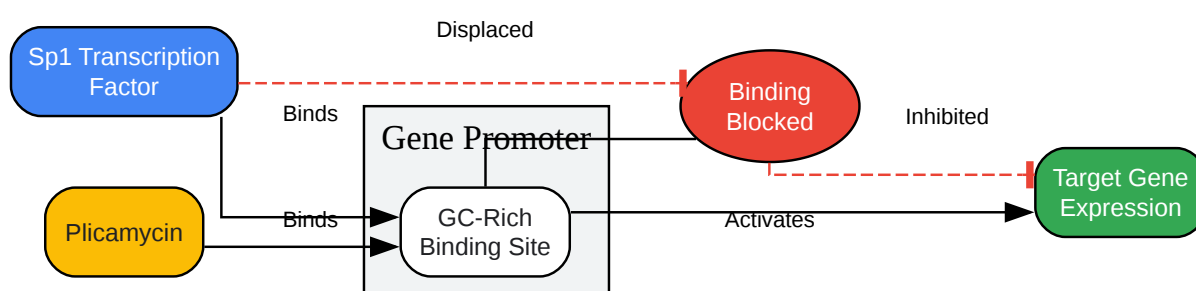 Displaced
Sp1 Transcription
Factor
Binding
Blocked
Binds
Inhibited
Gene Promoter
Target Gene
Expression
Plicamycin
Binds
GC-Rich
Binding Site
Activates